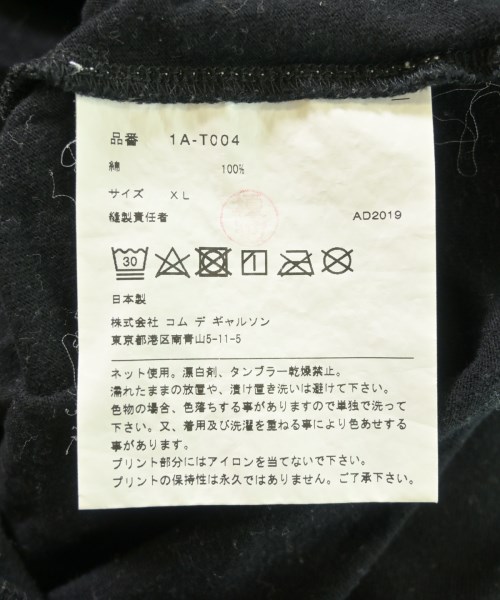 品番 1A-T004
綿 100%
サイズ XL
縫製責任者 AD2019
30
日本製
株式会社 コム デ ギャルソン
東京都港区南青山5-11-5
ネット使用。漂白剤、タンブラー乾燥禁止。
濡れたままの放置や、漬け置き洗いは避けて下さい。
色物の場合、色落ちする事がありますので単独で洗って
下さい。又、着用及び洗濯を重ねる事により色あせする
事があります。
プリント部分にはアイロンを当てないで下さい。
プリントの保持性は永久ではありません。ご了承下さい。